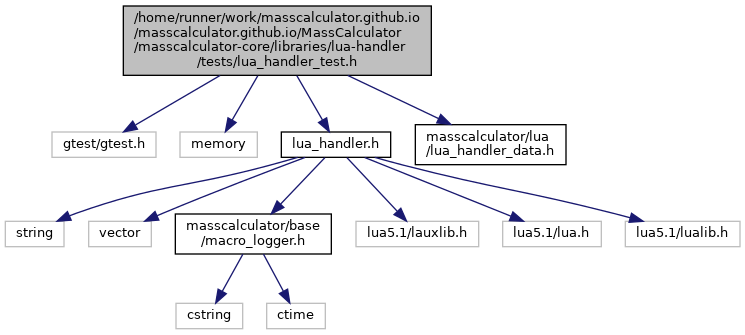 /home/runner/work/masscalculator.github.io
/masscalculator.github.io/MassCalculator
/masscalculator-core/libraries/lua-handler
/tests/lua_handler_test.h
gtest/gtest.h
memory
lua_handler.h
masscalculator/lua
/lua_handler_data.h
string
vector
masscalculator/base
/macro_logger.h
lua5.1/lauxlib.h
lua5.1/lua.h
lua5.1/lualib.h
cstring
ctime